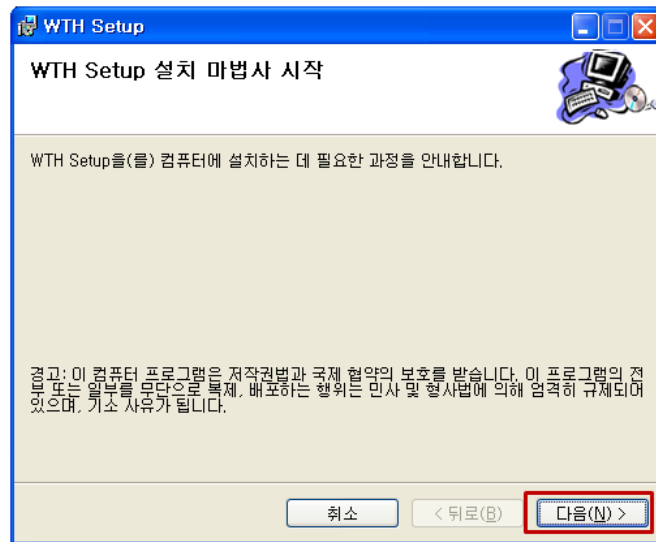 WTH Setup
WTH Setup 설치 마법사 시작
WTH Setup을(를) 컴퓨터에 설치하는 데 필요한 과정을 안내합니다.
경고: 이 컴퓨터 프로그램은 저작권법과 국제 협약의 보호를 받습니다. 이 프로그램의 전
부 또는 일부를 무단으로 복제, 배포하는 행위는 민사 및 형사법에 의해 엄격히 규제되어
있으며, 기소 사유가 됩니다.
취소 < 뒤로(B) 다음(N) >